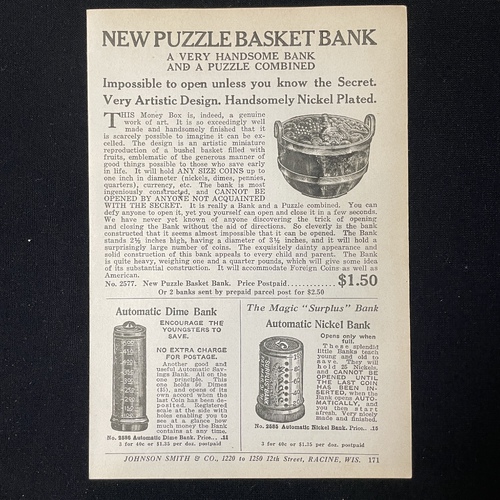 NEW PUZZLE BASKET BANK
A VERY HANDSOME BANK
AND A PUZZLE COMBINED
Impossible to open unless you know the Secret.
Very Artistic Design. Handsomely Nickel Plated.
THIS Money Box is, indeed, a genuine
work of art. It is so exceedingly well
made and handsomely finished that it
is scarcely possible to imagine it can be ex-
celled. The design is an artistic miniature
reproduction of a bushel basket filled with
fruits, emblematic of the generous manner of
good things possible to those who save early
in life. It will hold ANY SIZE COINS up to
one inch in diameter (nickels, dimes, pennies,
quarters), currency, etc. The bank is most
ingeniously constructed, and CANNOT BE
OPENED BY ANYONE NOT ACQUAINTED
WITH THE SECRET. It is really a Bank and a Puzzle combined. You can
defy anyone to open it, yet you yourself can open and close it in a few seconds.
We have never yet known of anyone discovering the trick of opening
and closing the Bank without the aid of directions. So cleverly is the bank
constructed that it seems almost impossible that it can be opened. The Bank
stands 2½ inches high, having a diameter of 3½ inches, and it will hold a
surprisingly large number of coins. The exquisitely dainty appearance and
solid construction of this bank appeals to every child and parent. The Bank
is quite heavy, weighing one and a quarter pounds, which will give some idea
of its substantial construction. It will accommodate Foreign Coins as well as
American.
No. 2577. New Puzzle Basket Bank. Price Postpaid.............$1.50
Or 2 banks sent by prepaid parcel post for $2.50
Automatic Dime Bank
ENCOURAGE THE
YOUNGSTERS TO
SAVE.
NO EXTRA CHARGE
FOR POSTAGE.
Another good and
useful Automatic Sav-
ings Bank. All on the
one principle. This
one holds 50 Dimes
($5), and opens of
its own accord when the
last Coin has been de-
posited. Registered
scale at the side with
holes enabling you to
see at a glance how
much money the Bank
contains at any time.
No. 2586 Automatic Dime Bank. Price.. .15
3 for 40c or $1.35 per doz. postpaid
The Magic "Surplus" Bank
Automatic Nickel Bank
Opens only when
full.
These splendid
little Banks teach
young and old to
save. They will
hold 25 Nickels,
and CANNOT BE
OPENED UNTIL
THE LAST COIN
HAS BEEN IN-
SERTED, when the
Bank opens AUTO-
MATICALLY, and
you then start
afresh. Very nicely
made and finished.
No. 2585 Automatic Nickel Bank. Price.. .15
3 for 40c or $1.35 per doz. postpaid
JOHNSON SMITH & CO., 1220 to 1250 12th Street, RACINE, WIS. 171